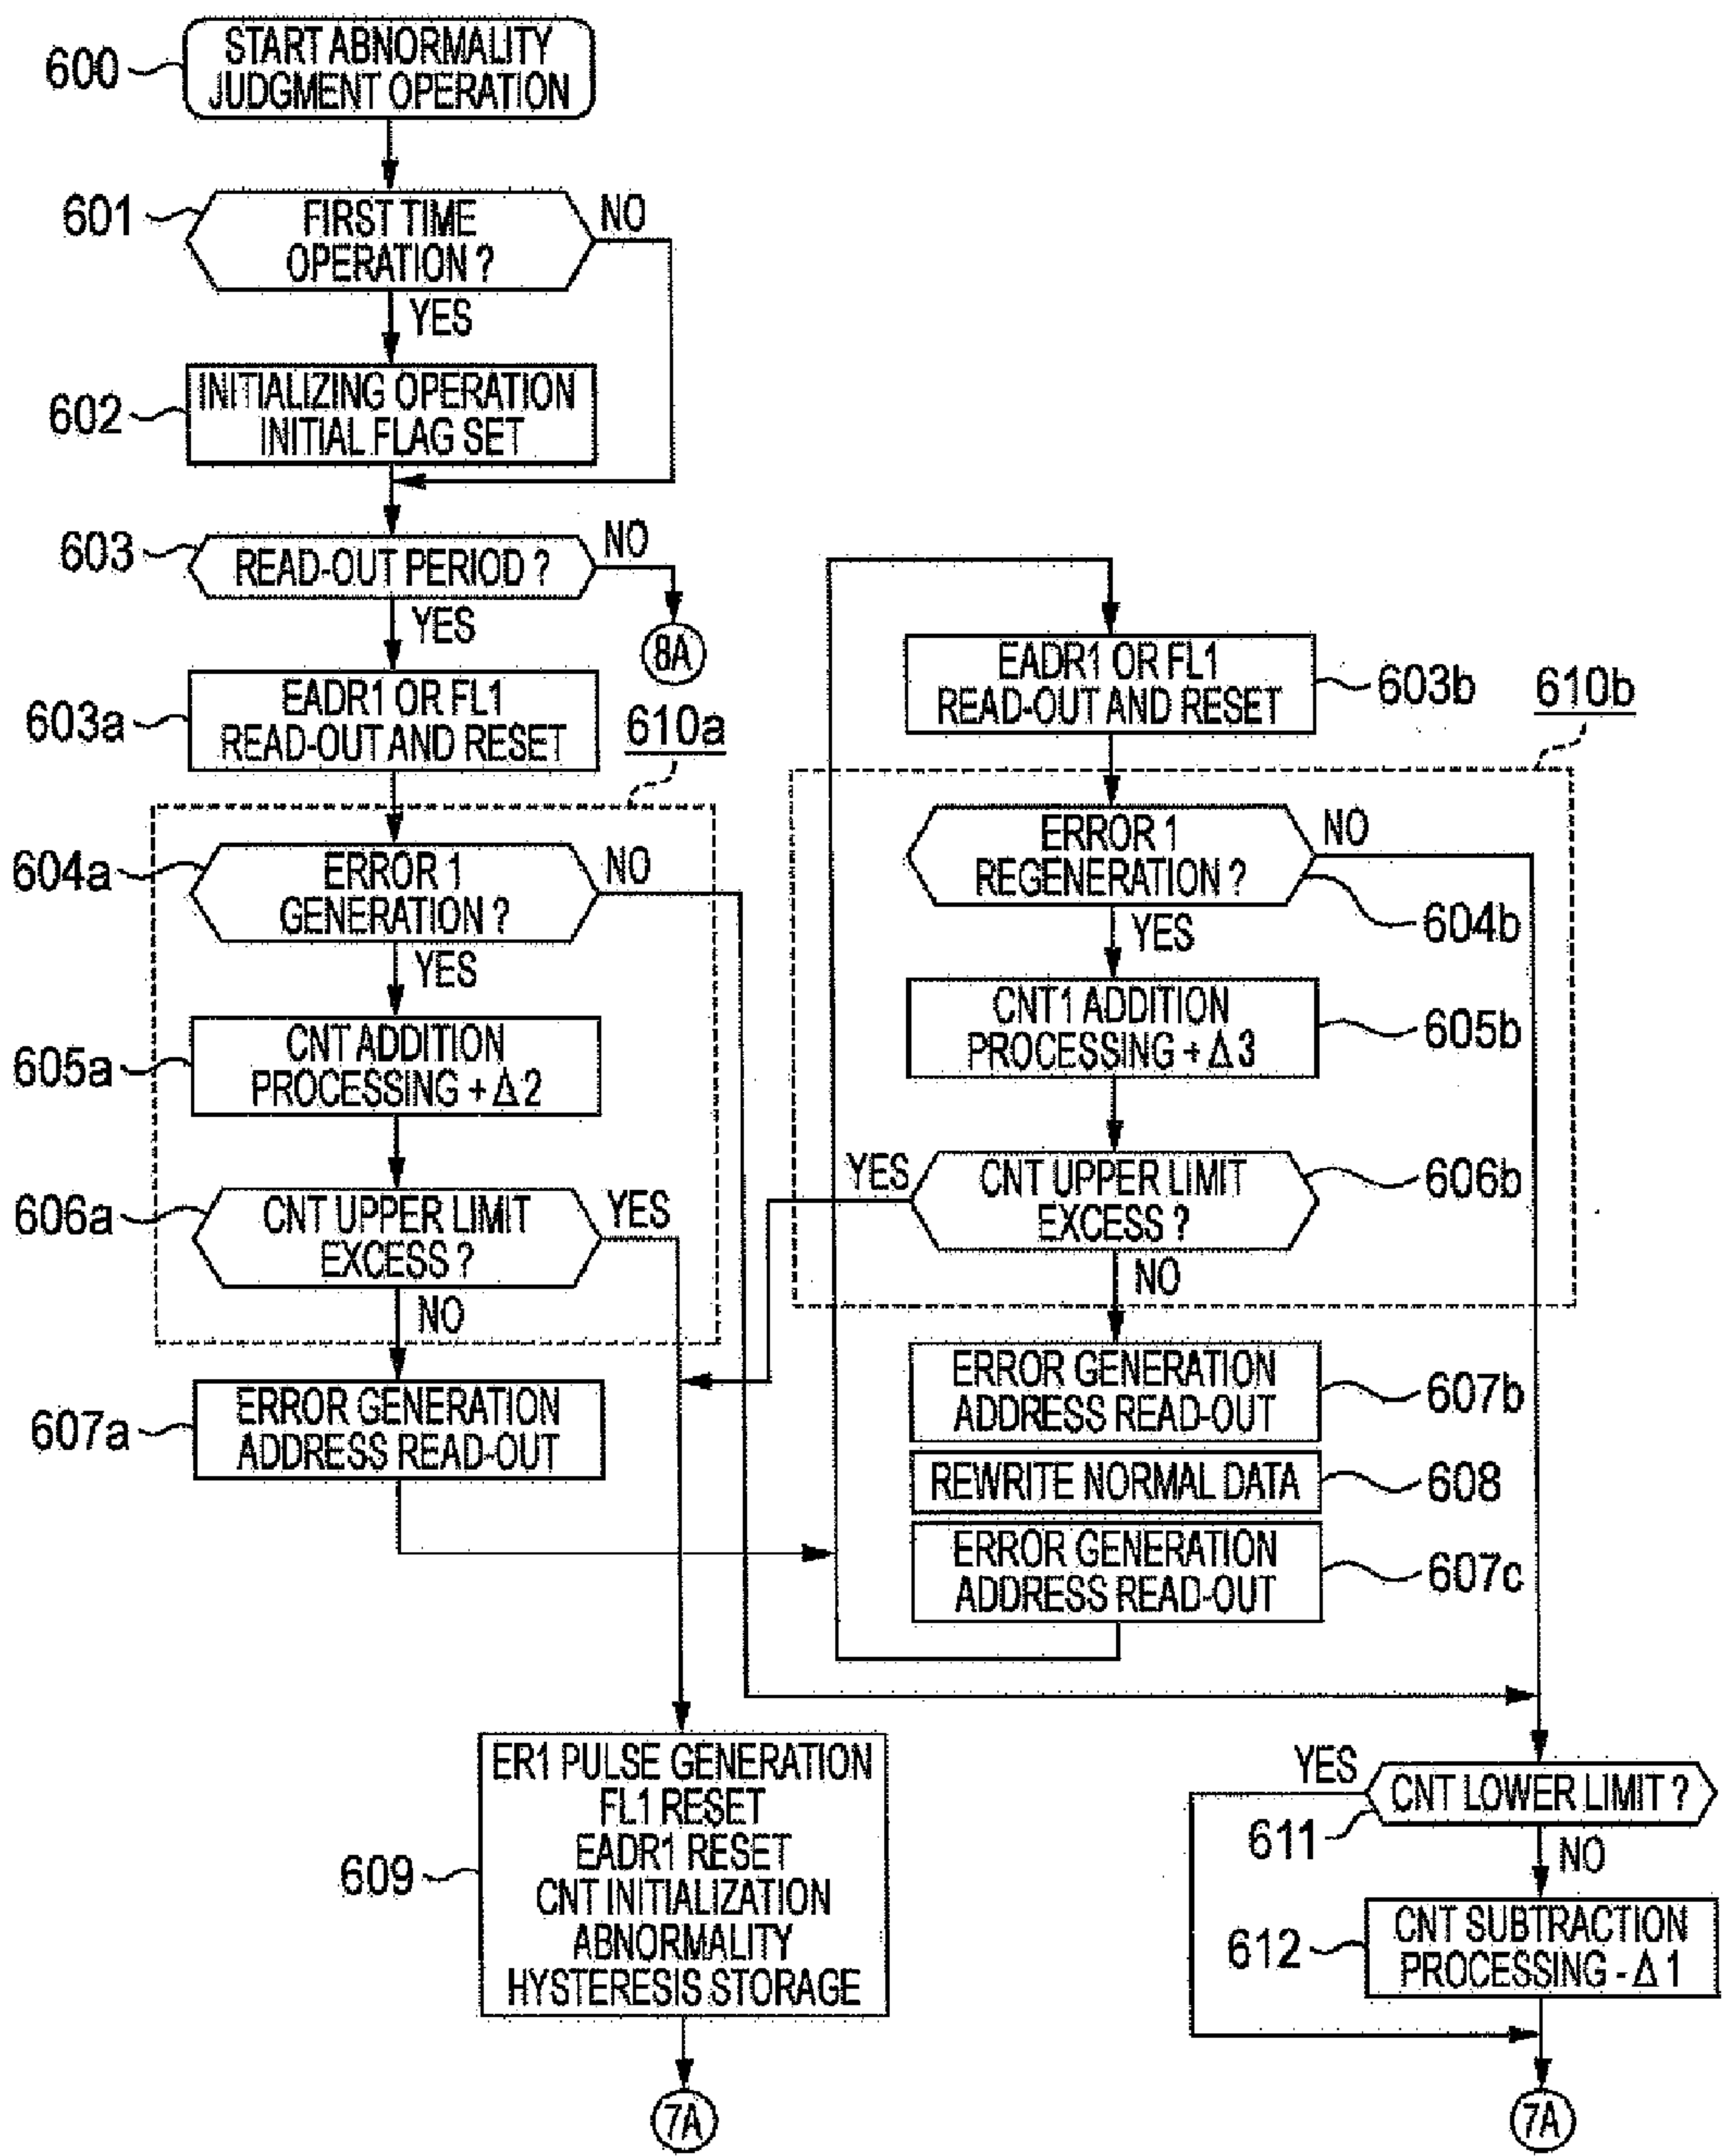 600
START ABNORMALITY
JUDGMENT OPERATION
601
FIRST TIME
OPERATION ?
NO
YES
602
INITIALIZING OPERATION
INITIAL FLAG SET
603
READ-OUT PERIOD ?
NO
YES
8A
603a
EADR1 OR FL1
READ-OUT AND RESET
610a
604a
ERROR 1
GENERATION ?
NO
YES
605a
CNT ADDITION
PROCESSING + Δ2
606a
CNT UPPER LIMIT
EXCESS ?
YES
NO
607a
ERROR GENERATION
ADDRESS READ-OUT
EADR1 OR FL1
READ-OUT AND RESET
603b
610b
ERROR 1
REGENERATION ?
NO
604b
YES
CNT1 ADDITION
PROCESSING + Δ3
605b
YES
CNT UPPER LIMIT
EXCESS ?
606b
NO
ERROR GENERATION
ADDRESS READ-OUT
607b
REWRITE NORMAL DATA
608
ERROR GENERATION
ADDRESS READ-OUT
607c
609
ER1 PULSE GENERATION
FL1 RESET
EADR1 RESET
CNT INITIALIZATION
ABNORMALITY
HYSTERESIS STORAGE
7A
YES
CNT LOWER LIMIT ?
611
NO
612
CNT SUBTRACTION
PROCESSING - Δ1
7A